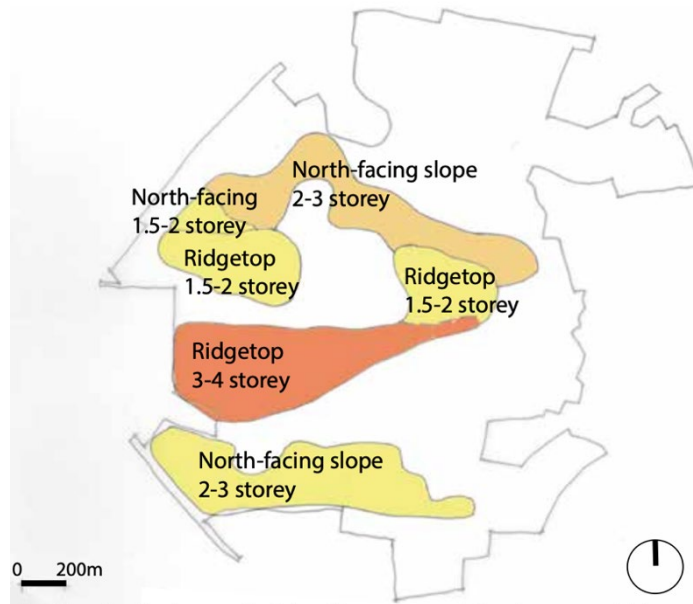 North-facing slope
2-3 storey
North-facing
1.5-2 storey
Ridgetop
1.5-2 storey
Ridgetop
1.5-2 storey
Ridgetop
3-4 storey
North-facing slope
2-3 storey
0 200m